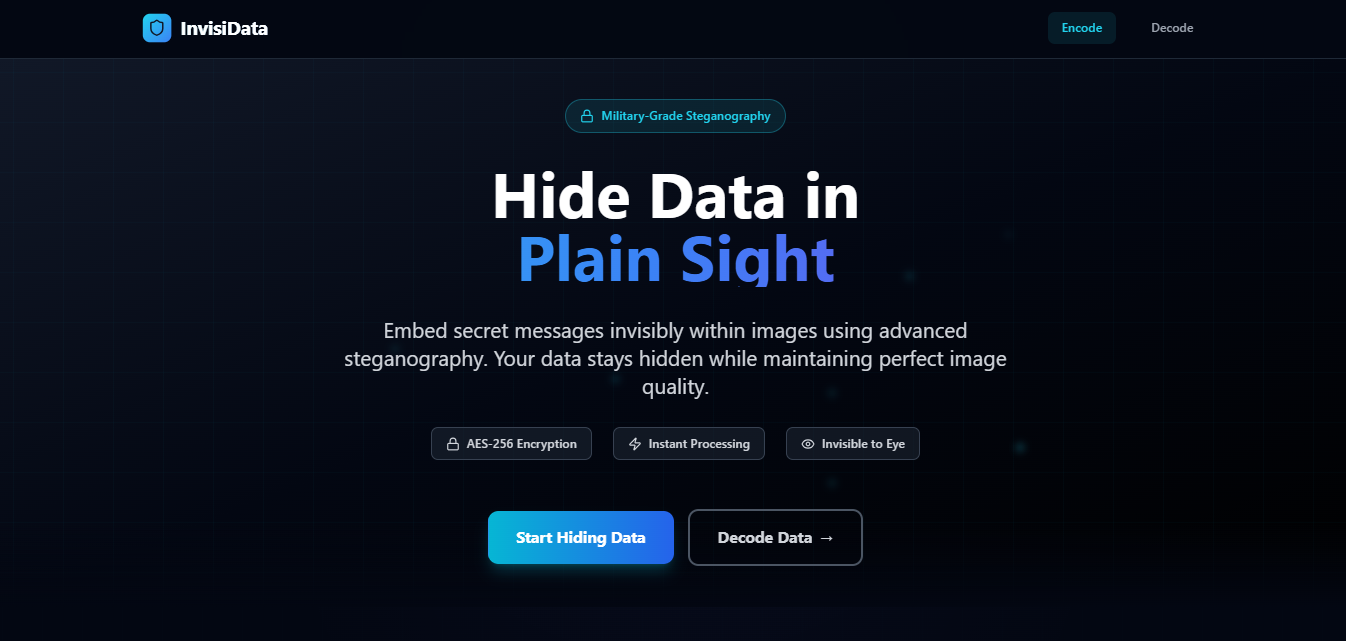 InvisiData
Encode
Decode
Military-Grade Steganography
Hide Data in
Plain Sight
Embed secret messages invisibly within images using advanced
steganography. Your data stays hidden while maintaining perfect image
quality.
AES-256 Encryption
Instant Processing
Invisible to Eye
Start Hiding Data
Decode Data →